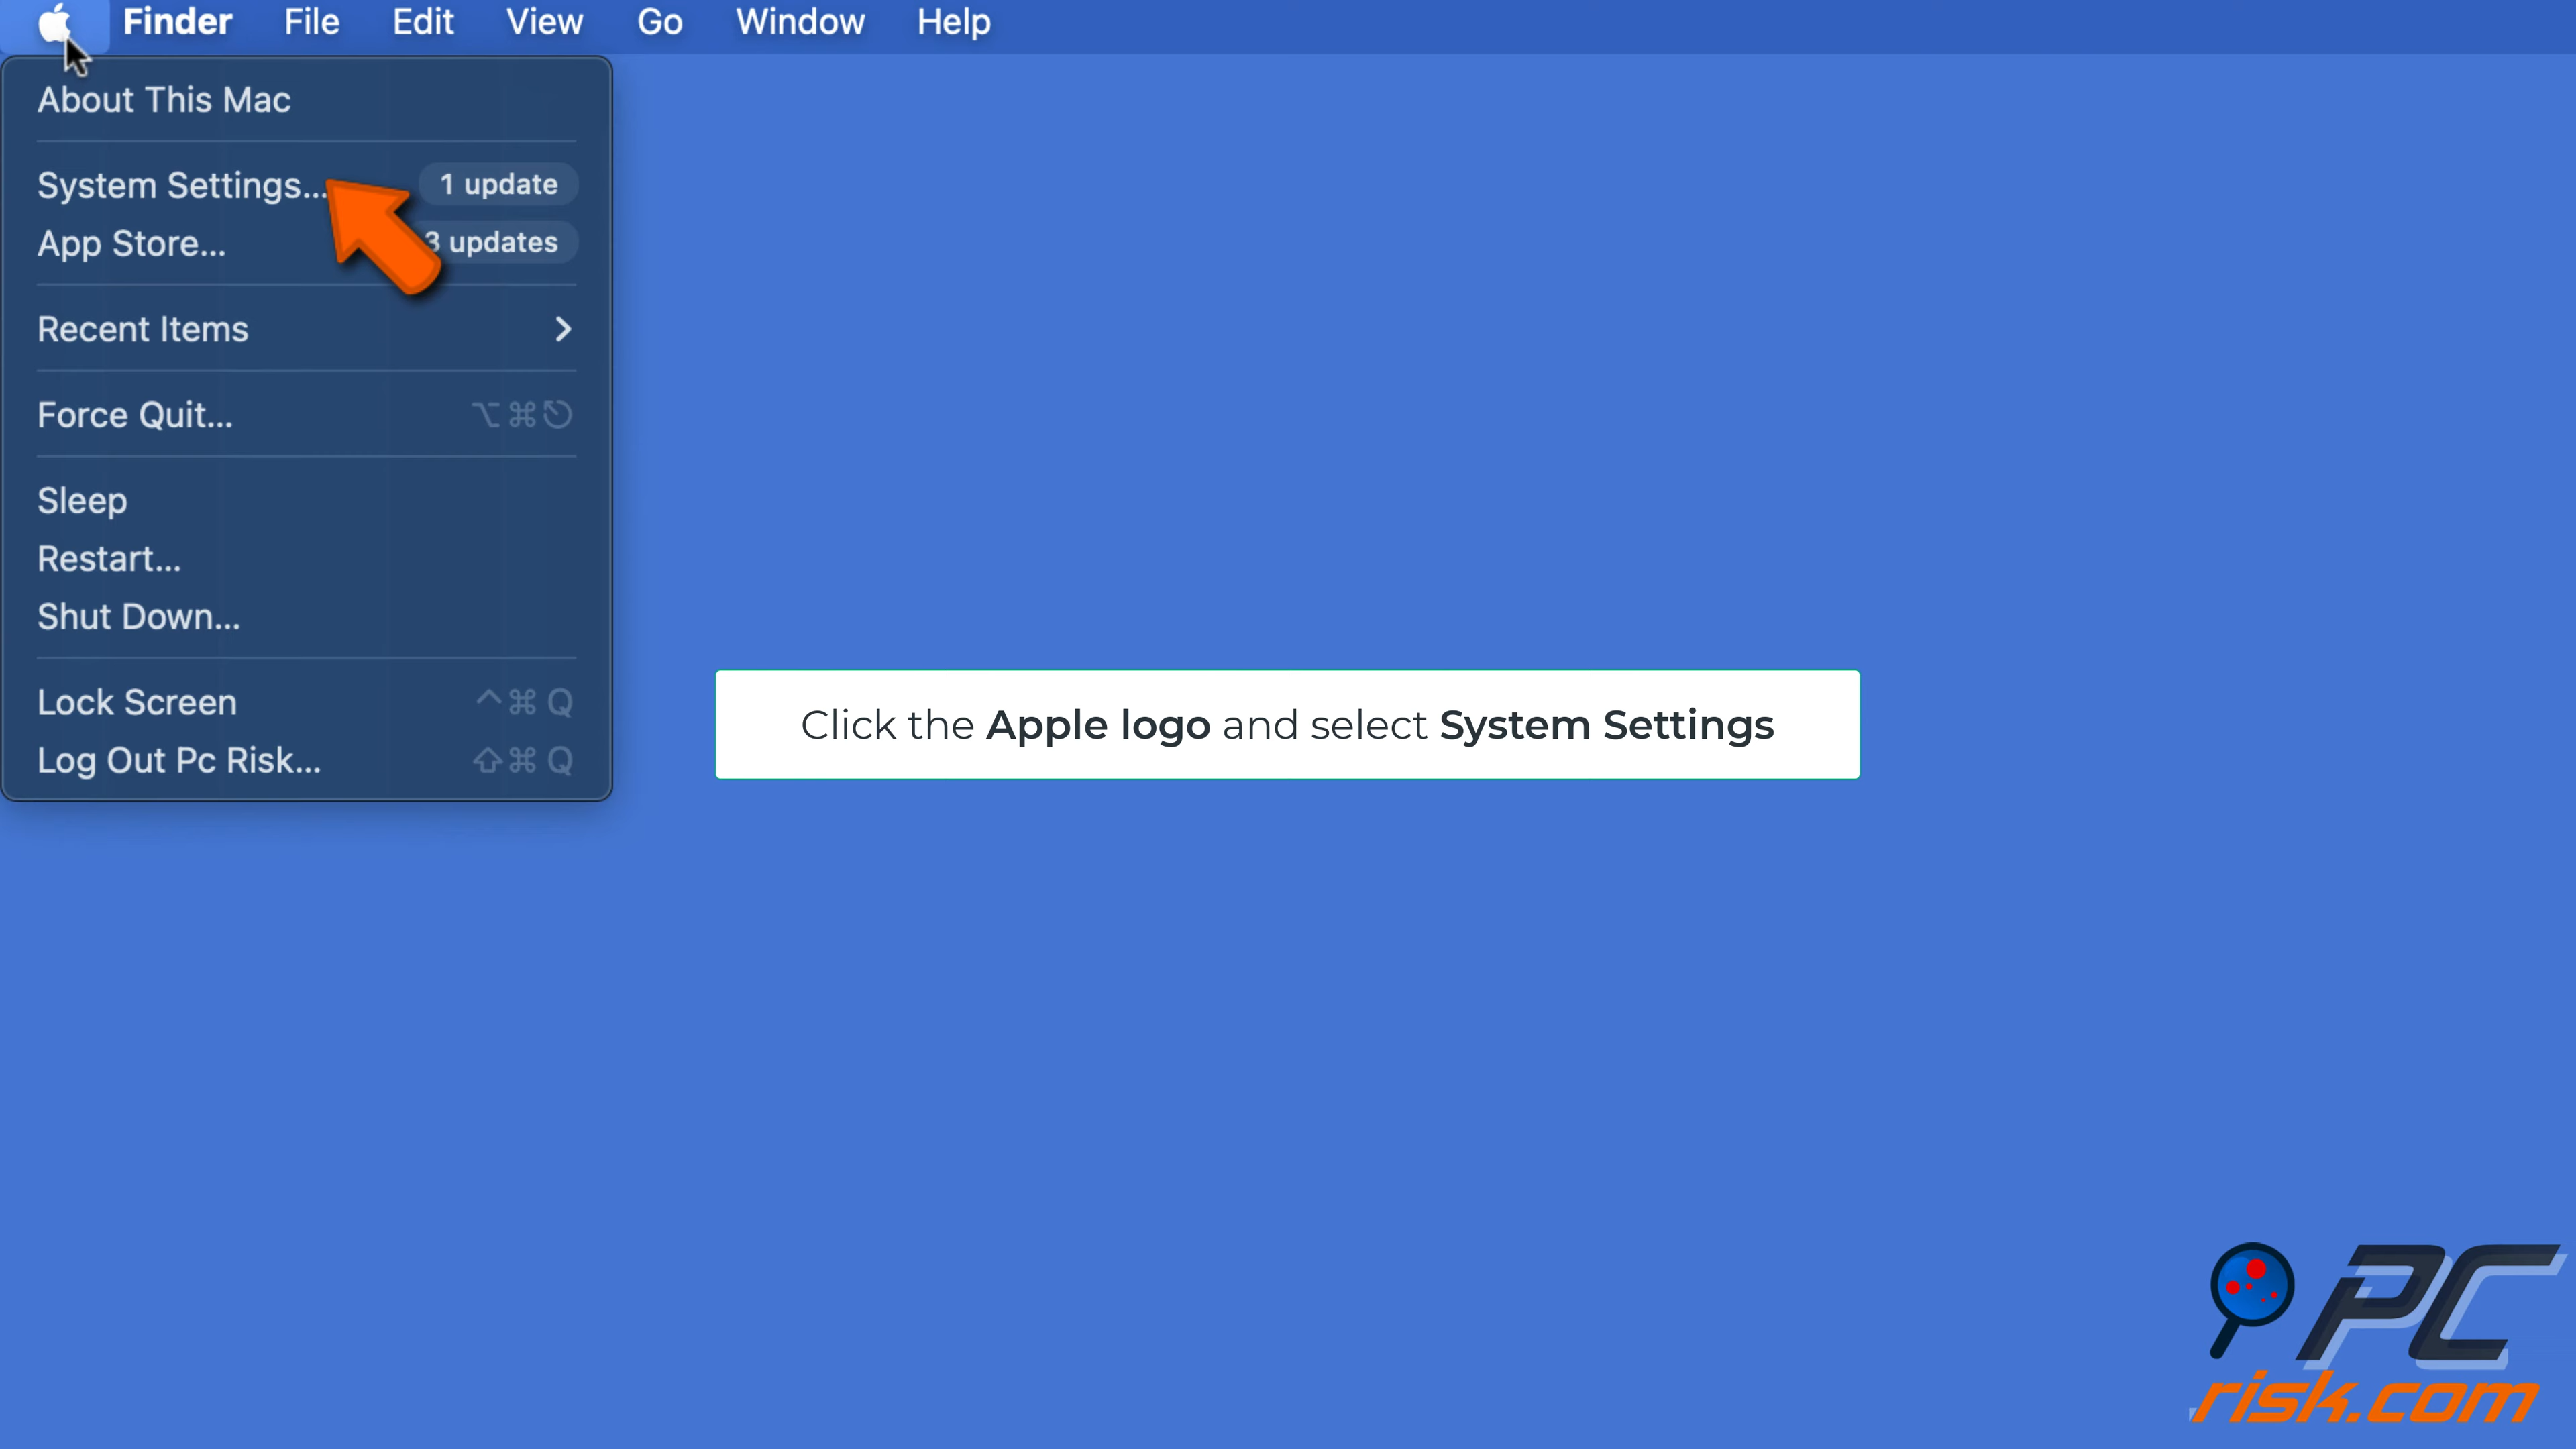 Finder File Edit View Go Window Help
About This Mac
System Settings... 1 update
App Store... 3 updates
Recent Items
Force Quit... ⌥⌘⎋
Sleep
Restart...
Shut Down...
Lock Screen ^⌘Q
Log Out Pc Risk... ⇧⌘Q
Click the Apple logo and select System Settings
PC
risk.com